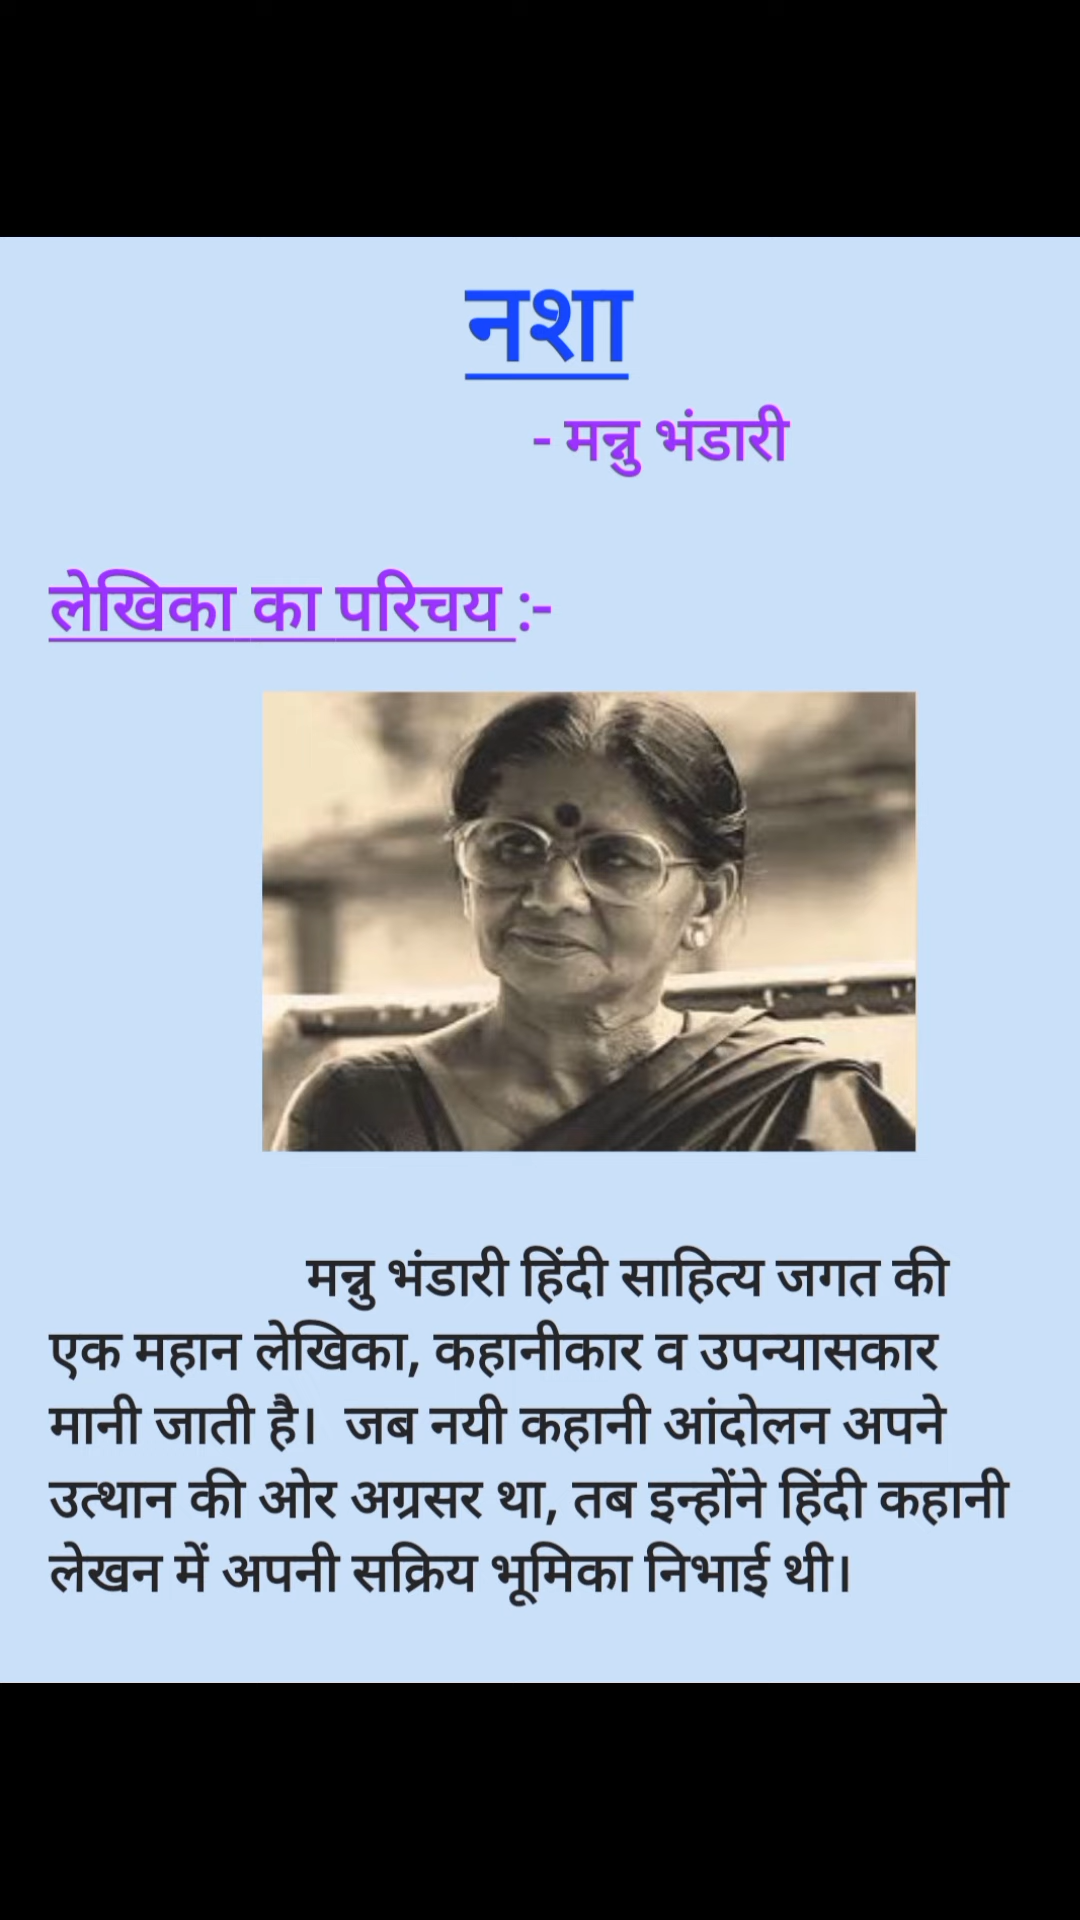 नशा
- मन्नु भंडारी
लेखिका का परिचय :-
मन्नु भंडारी हिंदी साहित्य जगत की
एक महान लेखिका, कहानीकार व उपन्यासकार
मानी जाती है। जब नयी कहानी आंदोलन अपने
उत्थान की ओर अग्रसर था, तब इन्होंने हिंदी कहानी
लेखन में अपनी सक्रिय भूमिका निभाई थी।